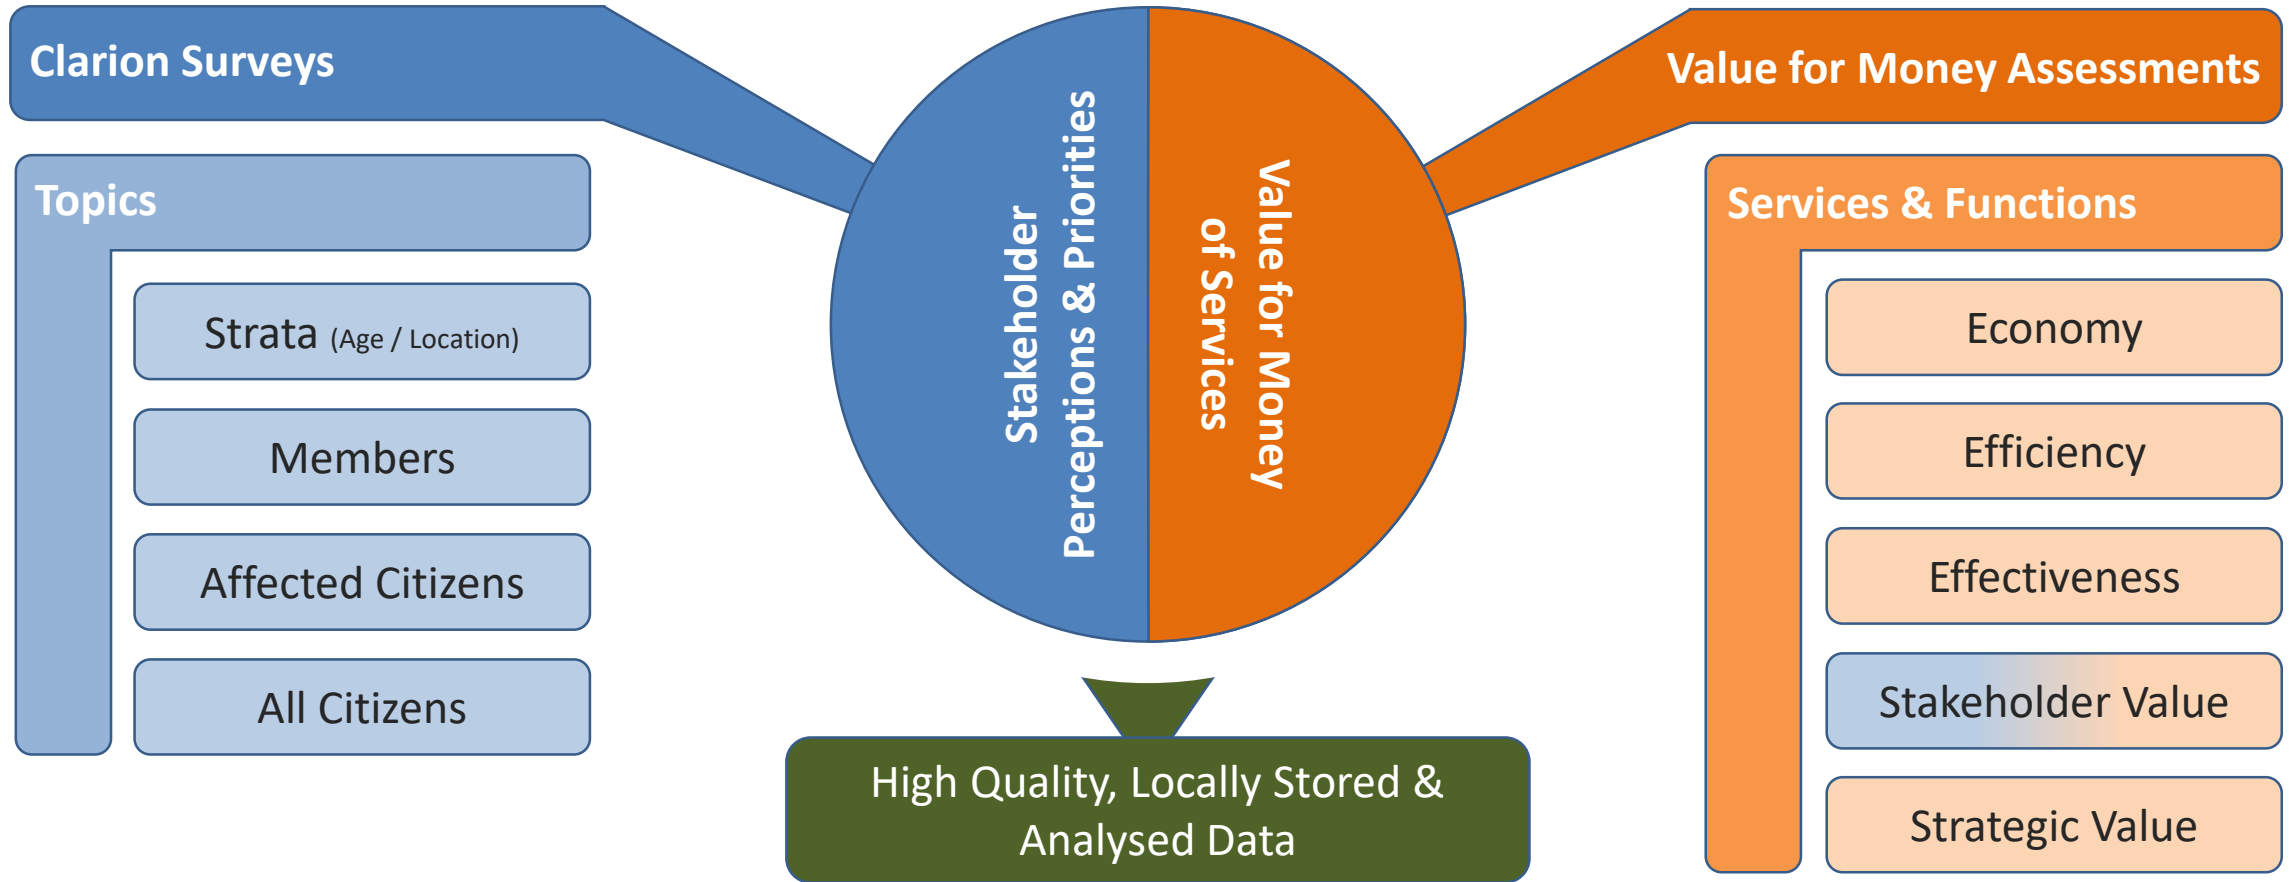 Clarion Surveys
Topics
Strata (Age / Location)
Members
Affected Citizens
All Citizens
Stakeholder
Perceptions & Priorities
Value for Money
of Services
High Quality, Locally Stored &
Analysed Data
Value for Money Assessments
Services & Functions
Economy
Efficiency
Effectiveness
Stakeholder Value
Strategic Value